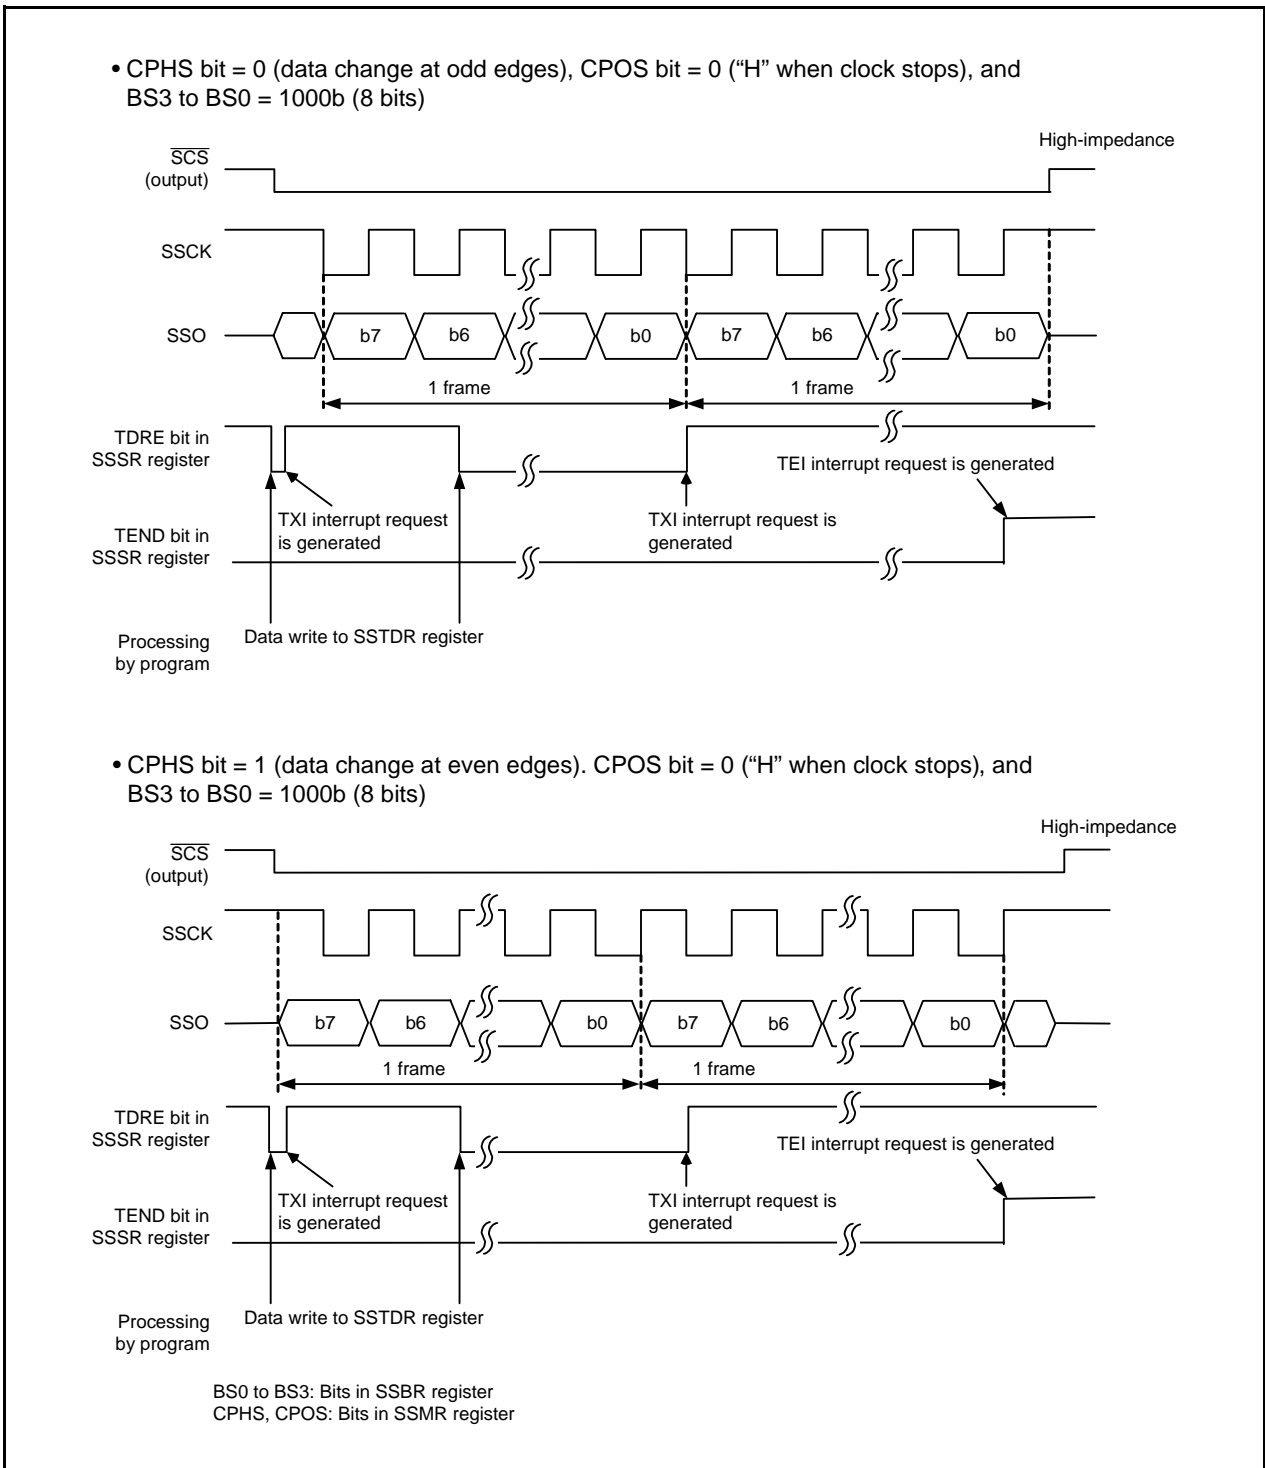 • CPHS bit = 0 (data change at odd edges), CPOS bit = 0 (“H” when clock stops), and
BS3 to BS0 = 1000b (8 bits)
High-impedance
SCS
(output)
SSCK
SSO
b7
b6
b0
b7
b6
b0
1 frame
1 frame
TDRE bit in
SSSR register
TEI interrupt request is generated
TXI interrupt request
is generated
TXI interrupt request is
generated
TEND bit in
SSSR register
Processing
by program
Data write to SSTDR register
• CPHS bit = 1 (data change at even edges). CPOS bit = 0 (“H” when clock stops), and
BS3 to BS0 = 1000b (8 bits)
High-impedance
SCS
(output)
SSCK
SSO
b7
b6
b0
b7
b6
b0
1 frame
1 frame
TDRE bit in
SSSR register
TEI interrupt request is generated
TXI interrupt request
is generated
TXI interrupt request is
generated
TEND bit in
SSSR register
Processing
by program
Data write to SSTDR register
BS0 to BS3: Bits in SSBR register
CPHS, CPOS: Bits in SSMR register